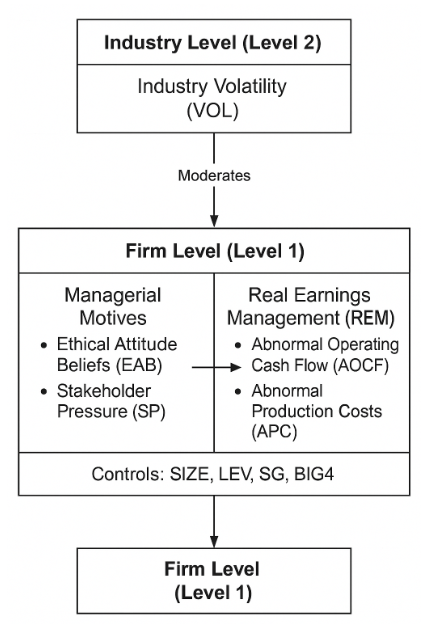 Industry Level (Level 2)
Industry Volatility
(VOL)
Moderates
Firm Level (Level 1)
Managerial
Motives
• Ethical Attitude
Beliefs (EAB)
• Stakeholder
Pressure (SP)
Real Earnings
Management (REM)
• Abnormal Operating
Cash Flow (AOCF)
• Abnormal
Production Costs
(APC)
Controls: SIZE, LEV, SG, BIG4
Firm Level
(Level 1)